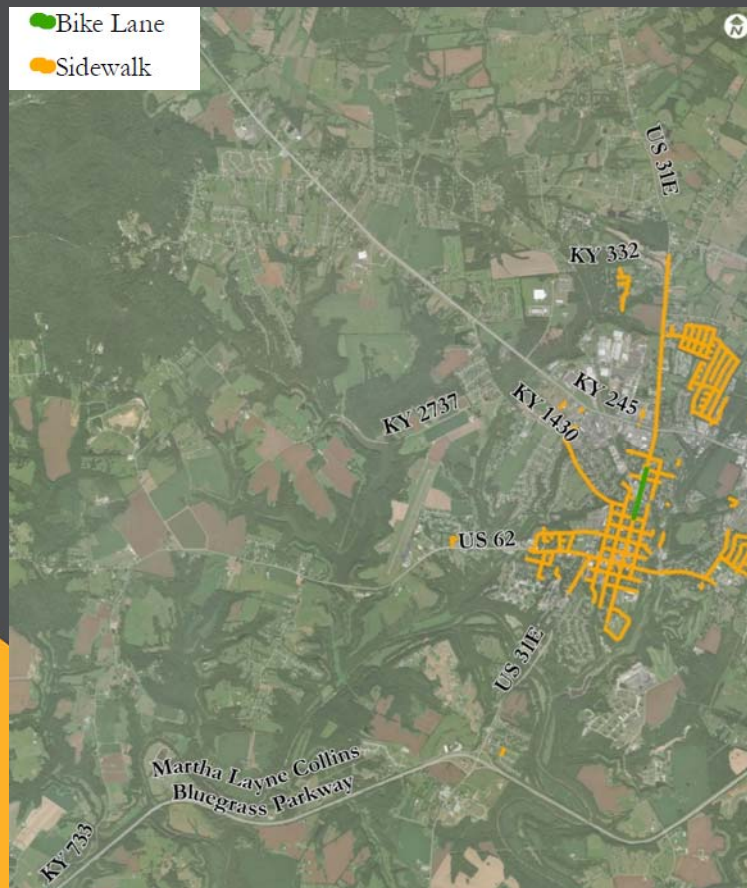 Bike Lane
Sidewalk
N
US 31E
KY 332
KY 245
KY 2737
KY 1430
US 62
US 31E
Martha Layne Collins
Bluegrass Parkway
KY 733